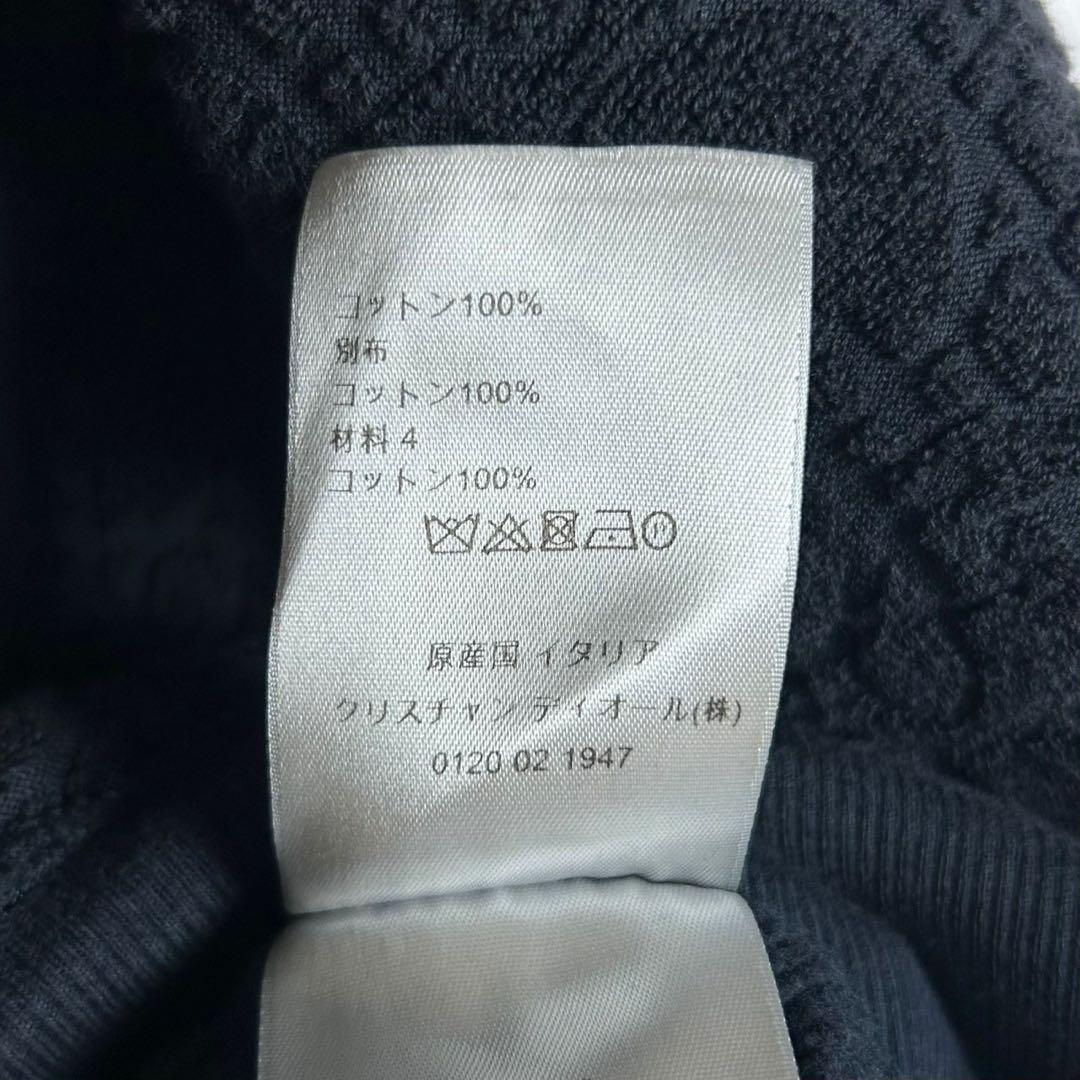 コットン100%
別布
コットン100%
材料 4
コットン100%
原産国 イタリア
クリスチャン ディオール(株)
0120 02 1947